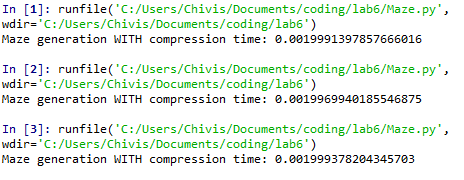 In [1]: runfile('C:/Users/Chivis/Documents/coding/lab6/Maze.py',
wdir='C:/Users/Chivis/Documents/coding/lab6')
Maze generation WITH compression time: 0.0019991397857666016
In [2]: runfile('C:/Users/Chivis/Documents/coding/lab6/Maze.py',
wdir='C:/Users/Chivis/Documents/coding/lab6')
Maze generation WITH compression time: 0.0019969940185546875
In [3]: runfile('C:/Users/Chivis/Documents/coding/lab6/Maze.py',
wdir='C:/Users/Chivis/Documents/coding/lab6')
Maze generation WITH compression time: 0.001999378204345703